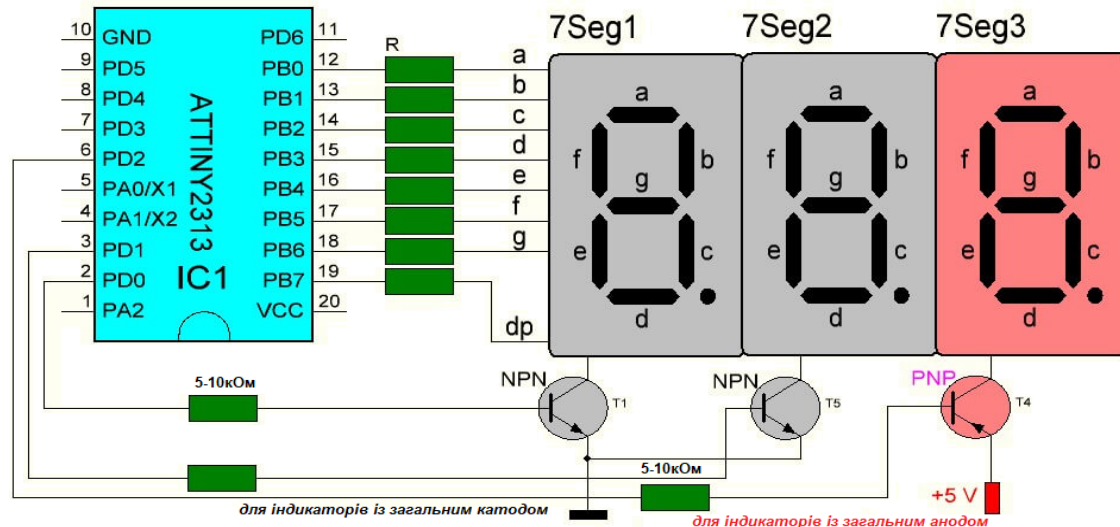 7Seg1 7Seg2 7Seg3
10 GND PD6 11
R
9 PD5 PB0 12 a
8 PD4 PB1 13 b
7 PD3 PB2 14 c
6 PD2 PB3 15 d
5 PA0/X1 PB4 16 e
4 PA1/X2 PB5 17 f
3 PD1 PB6 18 g
2 PD0 PB7 19
1 PA2 VCC 20
dp
ATTINY2313
IC1
a
f b
g
e c
d
a
f b
g
e c
d
a
f b
g
e c
d
NPN T1
NPN T5
PNP T4
5-10кОм
5-10кОм
+5 V
для індикаторів із загальним катодом
для індикаторів із загальним анодом